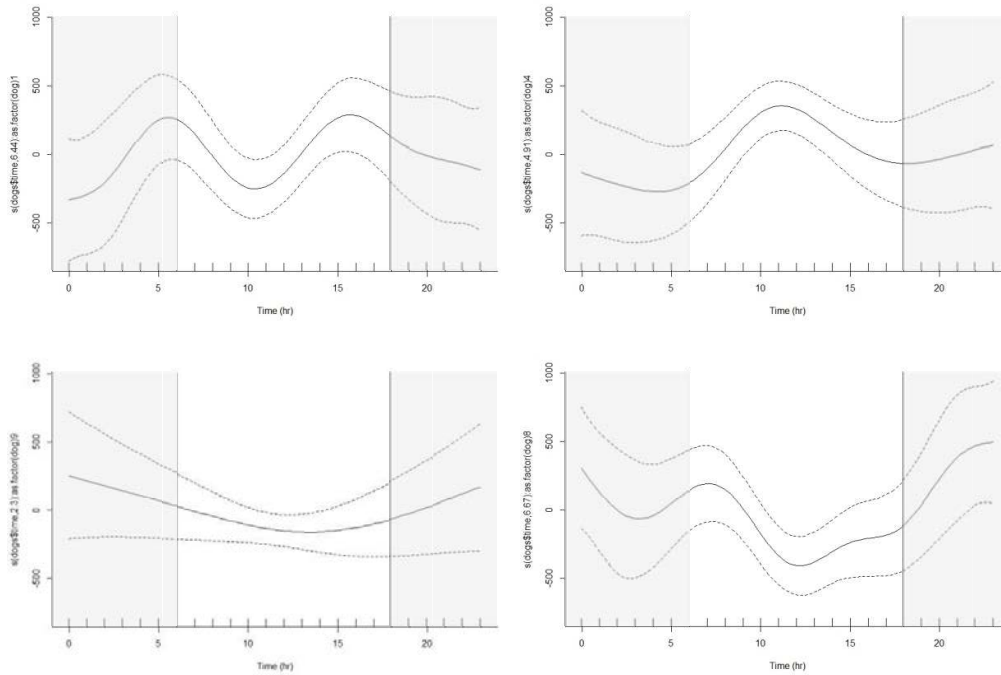 s(dogs$time,6.44):as.factor(dog)1
1000
500
0
-500
0 5 10 15 20
Time (hr)
s(dogs$time,4.91):as.factor(dog)4
1000
500
0
-500
0 5 10 15 20
Time (hr)
s(dogs$time,2.3):as.factor(dog)9
1000
500
0
-500
0 5 10 15 20
Time (hr)
s(dogs$time,6.67):as.factor(dog)8
1000
500
0
-500
0 5 10 15 20
Time (hr)